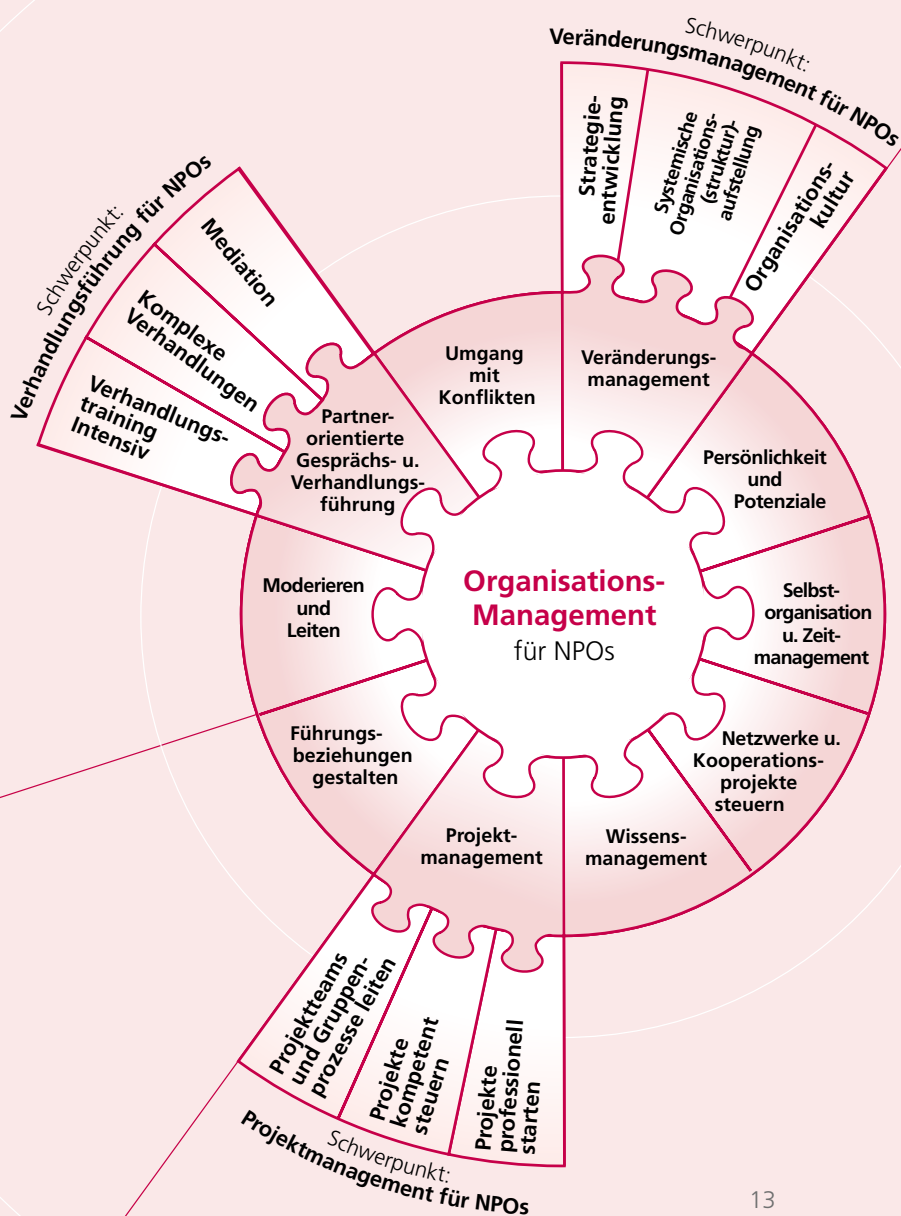 Schwerpunkt:
Veränderungsmanagement für NPOs
Strategie-
entwicklung
Systemische
Organisations-
(struktur)-
aufstellung
Organisations-
kultur
Schwerpunkt:
Verhandlungsführung für NPOs
Mediation
Komplexe
Verhandlungen
Verhandlungs-
training
Intensiv
Umgang
mit
Konflikten
Veränderungs-
management
Partner-
orientierte
Gesprächs- u.
Verhandlungs-
führung
Persönlichkeit
und
Potenziale
Moderieren
und
Leiten
Organisations-
Management
für NPOs
Selbst-
organisation
u. Zeit-
management
Führungs-
beziehungen
gestalten
Netzwerke u.
Kooperations-
projekte
steuern
Projekt-
management
Wissens-
management
Projektteams
und Gruppen-
prozesse leiten
Projekte
kompetent
steuern
Projekte
professionell
starten
Schwerpunkt:
Projektmanagement für NPOs
13